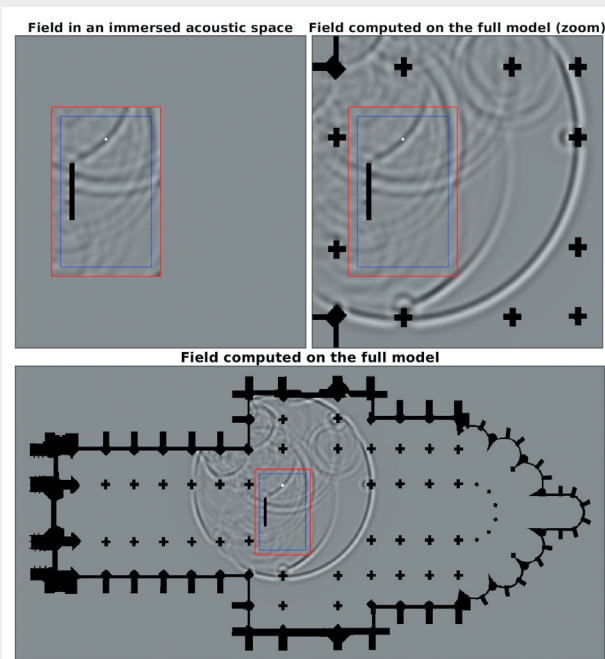 Field in an immersed acoustic space
Field computed on the full model (zoom)
Field computed on the full model